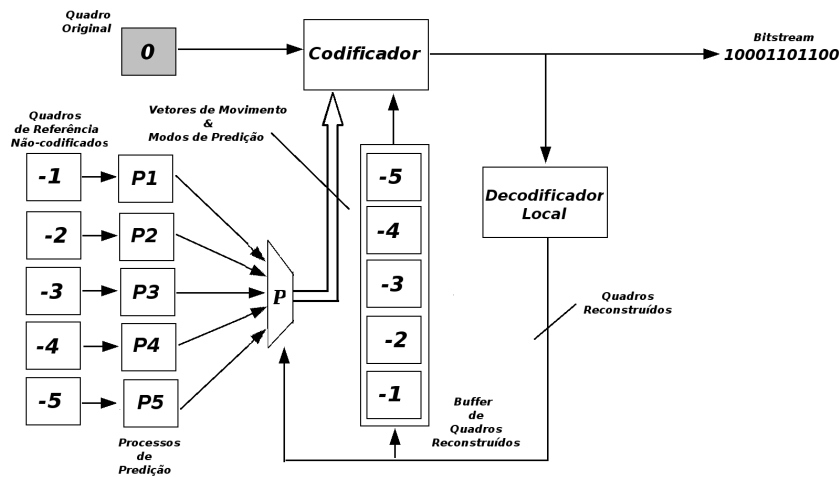 Quadro
Original
0
Codificador
Bitstream
10001101100
Quadros
de Referência
Não-codificados
Vetores de Movimento
&
Modos de Predição
-1
P1
-2
P2
-3
P3
-4
P4
-5
P5
P
Processos
de
Predição
-5
-4
-3
-2
-1
Buffer
de
Quadros
Reconstruídos
Decodificador
Local
Quadros
Reconstruídos